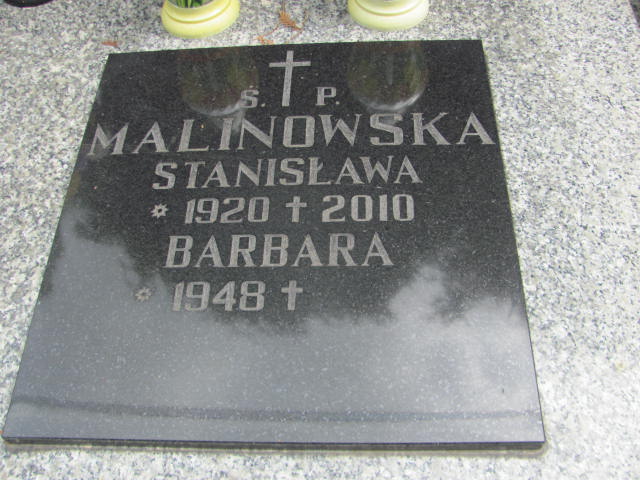 Ś. † P.
MALINOWSKA
STANISŁAWA
* 1920 † 2010
BARBARA
* 1948 †